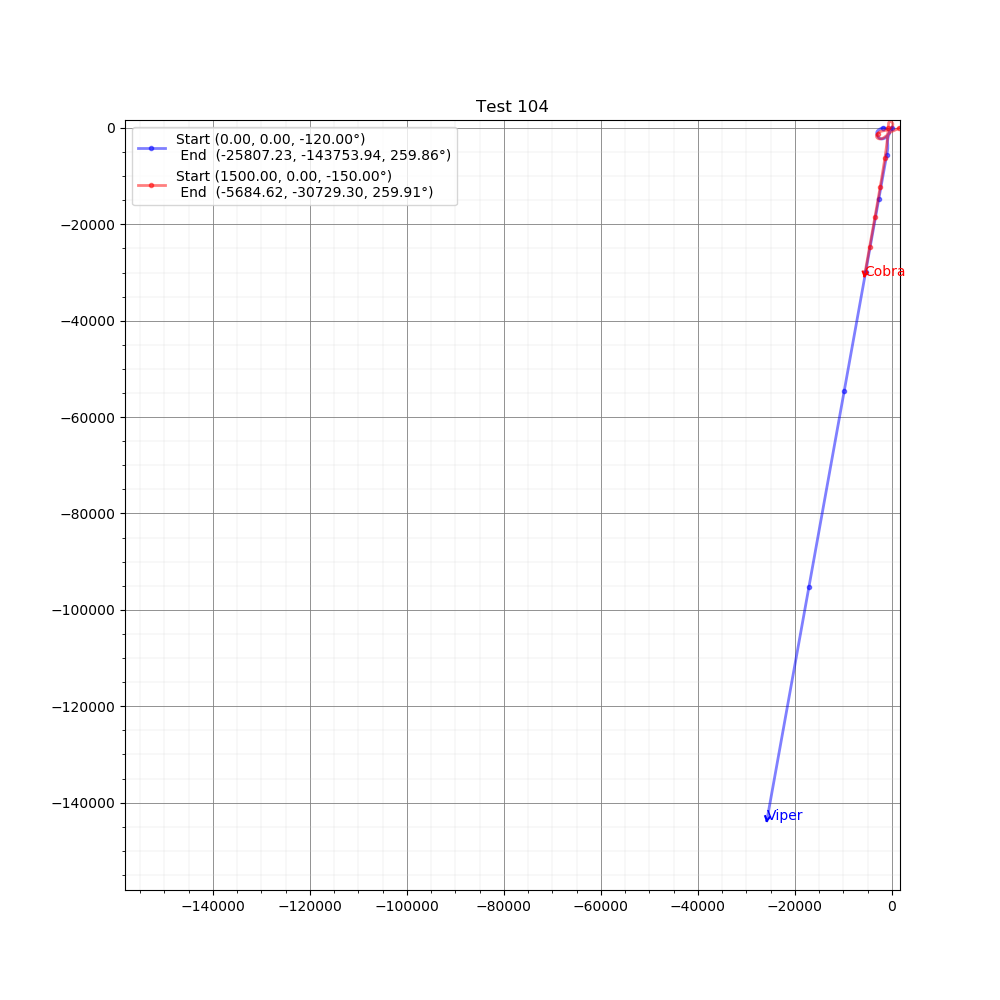 Test 104
Start (0.00, 0.00, -120.00°)
End (-25807.23, -143753.94, 259.86°)
Start (1500.00, 0.00, -150.00°)
End (-5684.62, -30729.30, 259.91°)
0
−20000
−40000
−60000
−80000
−100000
−120000
−140000
Cobra
Viper
−140000 −120000 −100000 −80000 −60000 −40000 −20000 0